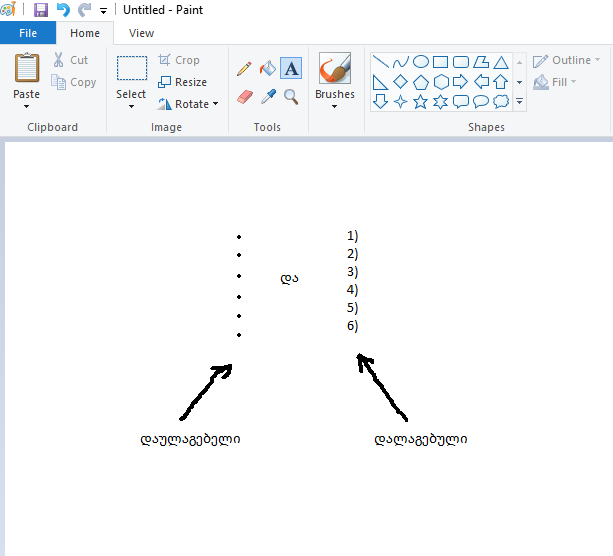 Untitled - Paint
File Home View
Paste
Cut
Copy
Clipboard
Select
Crop
Resize
Rotate
Image
A
Tools
Brushes
Shapes
Outline
Fill
•
•
•
•
•
•
და
1)
2)
3)
4)
5)
6)
დაულაგებელი
დალაგებული